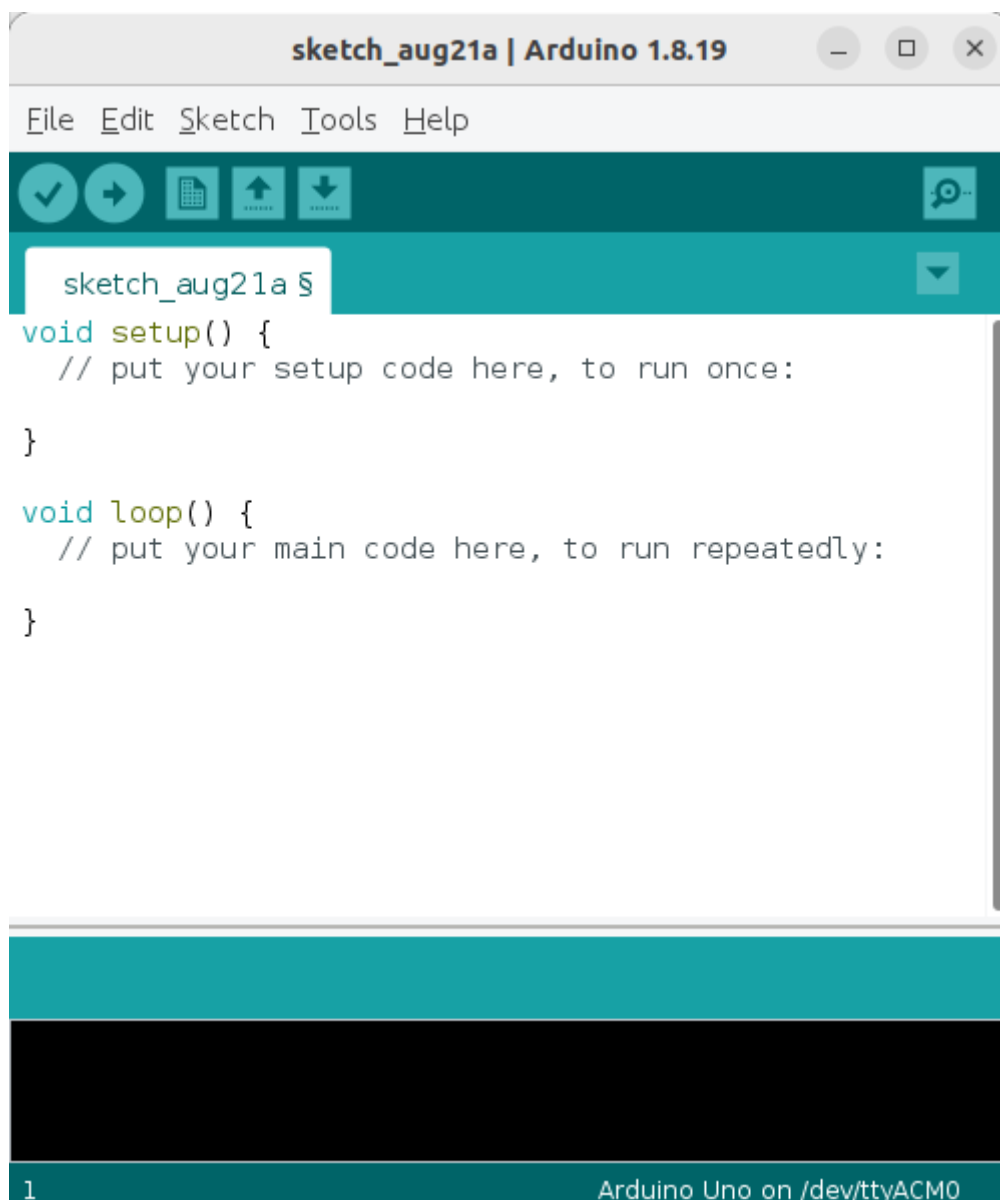 sketch_aug21a | Arduino 1.8.19
File Edit Sketch Tools Help
sketch_aug21a §
void setup() {
  // put your setup code here, to run once:
}
void loop() {
  // put your main code here, to run repeatedly:
}
1 Arduino Uno on /dev/ttyACM0